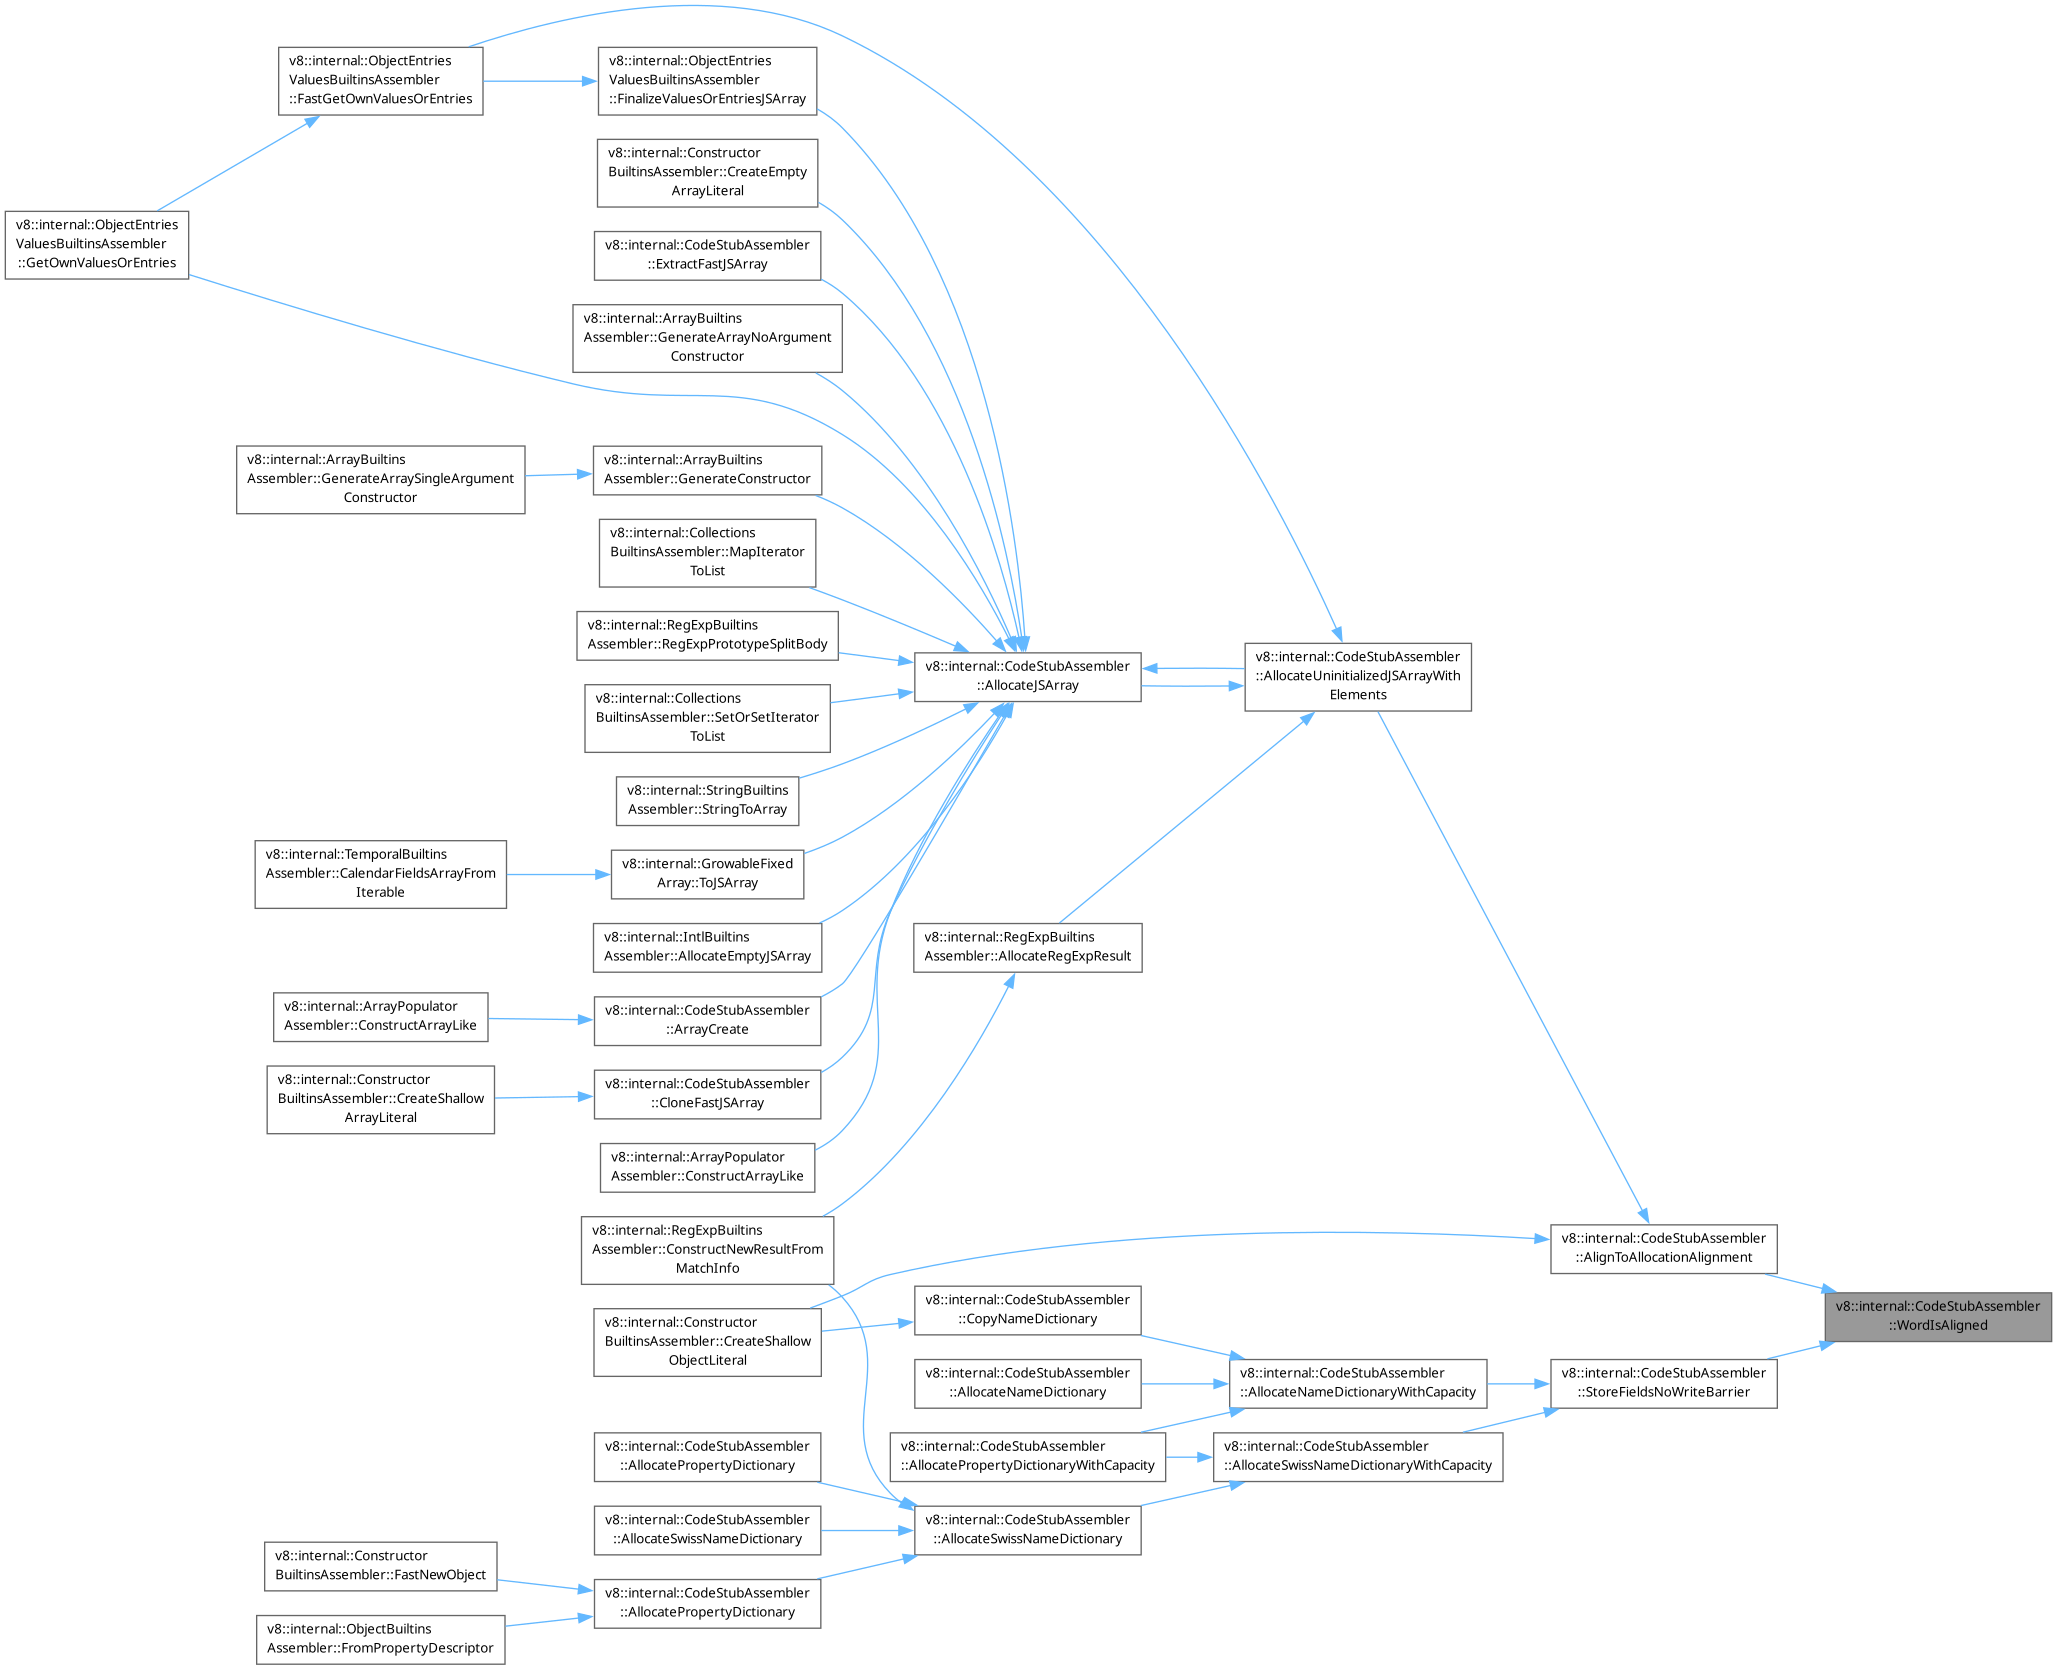 v8::internal::ObjectEntries
ValuesBuiltinsAssembler
::FastGetOwnValuesOrEntries
v8::internal::ObjectEntries
ValuesBuiltinsAssembler
::FinalizeValuesOrEntriesJSArray
v8::internal::Constructor
BuiltinsAssembler::CreateEmpty
ArrayLiteral
v8::internal::ObjectEntries
ValuesBuiltinsAssembler
::GetOwnValuesOrEntries
v8::internal::CodeStubAssembler
::ExtractFastJSArray
v8::internal::ArrayBuiltins
Assembler::GenerateArrayNoArgument
Constructor
v8::internal::ArrayBuiltins
Assembler::GenerateArraySingleArgument
Constructor
v8::internal::ArrayBuiltins
Assembler::GenerateConstructor
v8::internal::Collections
BuiltinsAssembler::MapIterator
ToList
v8::internal::RegExpBuiltins
Assembler::RegExpPrototypeSplitBody
v8::internal::CodeStubAssembler
::AllocateJSArray
v8::internal::CodeStubAssembler
::AllocateUninitializedJSArrayWith
Elements
v8::internal::Collections
BuiltinsAssembler::SetOrSetIterator
ToList
v8::internal::StringBuiltins
Assembler::StringToArray
v8::internal::TemporalBuiltins
Assembler::CalendarFieldsArrayFrom
Iterable
v8::internal::GrowableFixed
Array::ToJSArray
v8::internal::IntlBuiltins
Assembler::AllocateEmptyJSArray
v8::internal::RegExpBuiltins
Assembler::AllocateRegExpResult
v8::internal::ArrayPopulator
Assembler::ConstructArrayLike
v8::internal::CodeStubAssembler
::ArrayCreate
v8::internal::Constructor
BuiltinsAssembler::CreateShallow
ArrayLiteral
v8::internal::CodeStubAssembler
::CloneFastJSArray
v8::internal::ArrayPopulator
Assembler::ConstructArrayLike
v8::internal::RegExpBuiltins
Assembler::ConstructNewResultFrom
MatchInfo
v8::internal::CodeStubAssembler
::AlignToAllocationAlignment
v8::internal::CodeStubAssembler
::CopyNameDictionary
v8::internal::CodeStubAssembler
::WordIsAligned
v8::internal::Constructor
BuiltinsAssembler::CreateShallow
ObjectLiteral
v8::internal::CodeStubAssembler
::AllocateNameDictionary
v8::internal::CodeStubAssembler
::AllocateNameDictionaryWithCapacity
v8::internal::CodeStubAssembler
::StoreFieldsNoWriteBarrier
v8::internal::CodeStubAssembler
::AllocatePropertyDictionary
v8::internal::CodeStubAssembler
::AllocatePropertyDictionaryWithCapacity
v8::internal::CodeStubAssembler
::AllocateSwissNameDictionaryWithCapacity
v8::internal::CodeStubAssembler
::AllocateSwissNameDictionary
v8::internal::CodeStubAssembler
::AllocateSwissNameDictionary
v8::internal::Constructor
BuiltinsAssembler::FastNewObject
v8::internal::CodeStubAssembler
::AllocatePropertyDictionary
v8::internal::ObjectBuiltins
Assembler::FromPropertyDescriptor